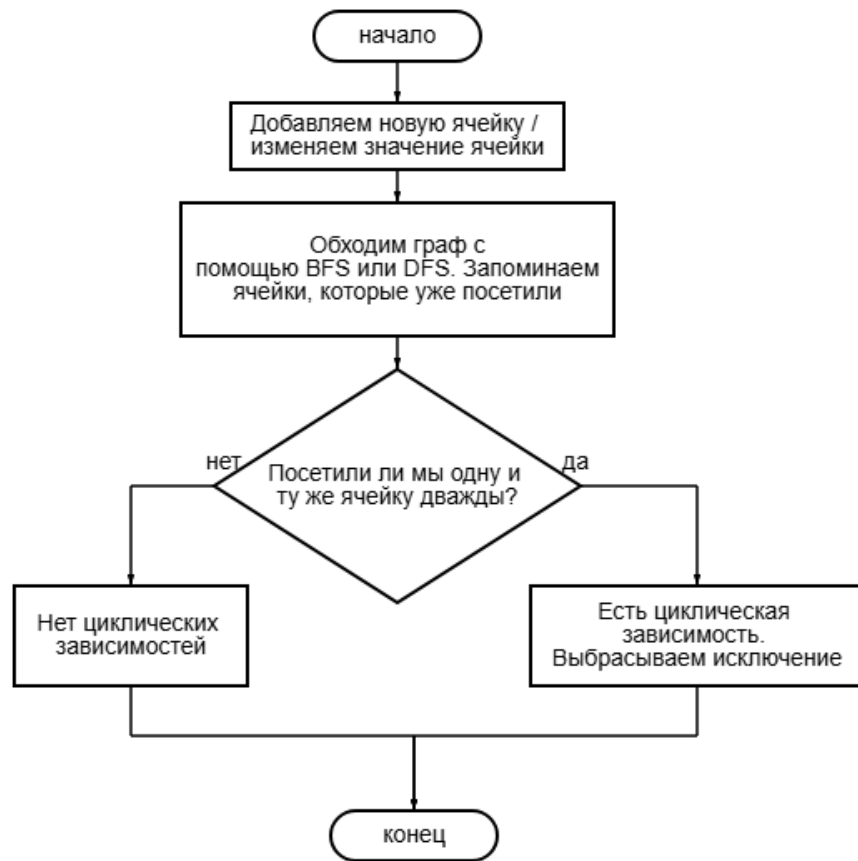 начало
Добавляем новую ячейку /
изменяем значение ячейки
Обходим граф с
помощью BFS или DFS. Запоминаем
ячейки, которые уже посетили
нет
да
Посетили ли мы одну и
ту же ячейку дважды?
Нет циклических
зависимостей
Есть циклическая
зависимость.
Выбрасываем исключение
конец